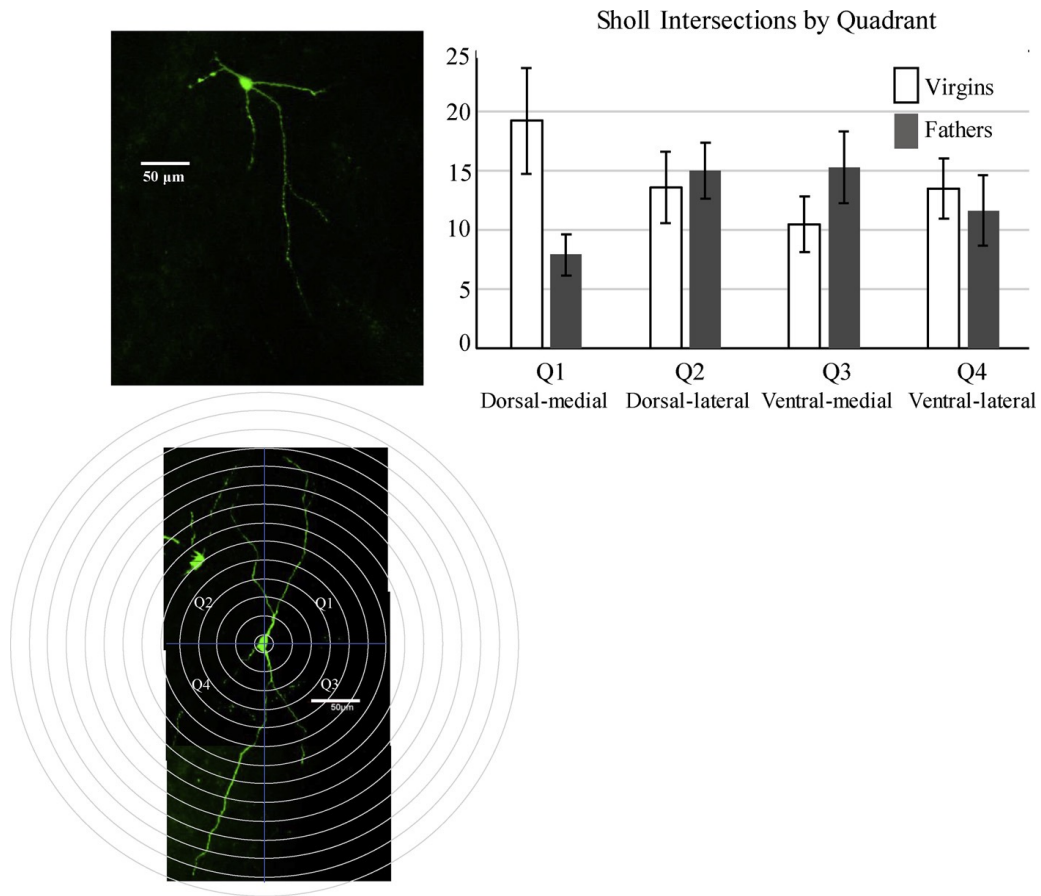 50 µm
Sholl Intersections by Quadrant
25
20
15
10
5
0
Virgins
Fathers
Q1 Q2 Q3 Q4
Dorsal-medial Dorsal-lateral Ventral-medial Ventral-lateral
Q2 Q1
Q4 Q3
50µm